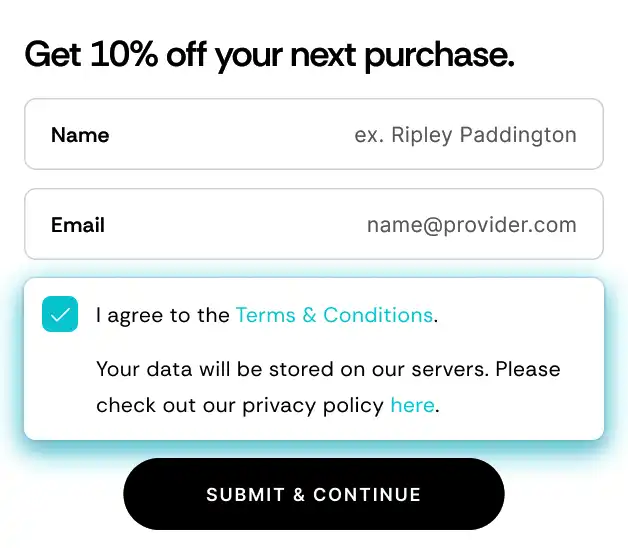 Get 10% off your next purchase.
Name ex. Ripley Paddington
Email name@provider.com
I agree to the Terms & Conditions.
Your data will be stored on our servers. Please
check out our privacy policy here.
SUBMIT & CONTINUE